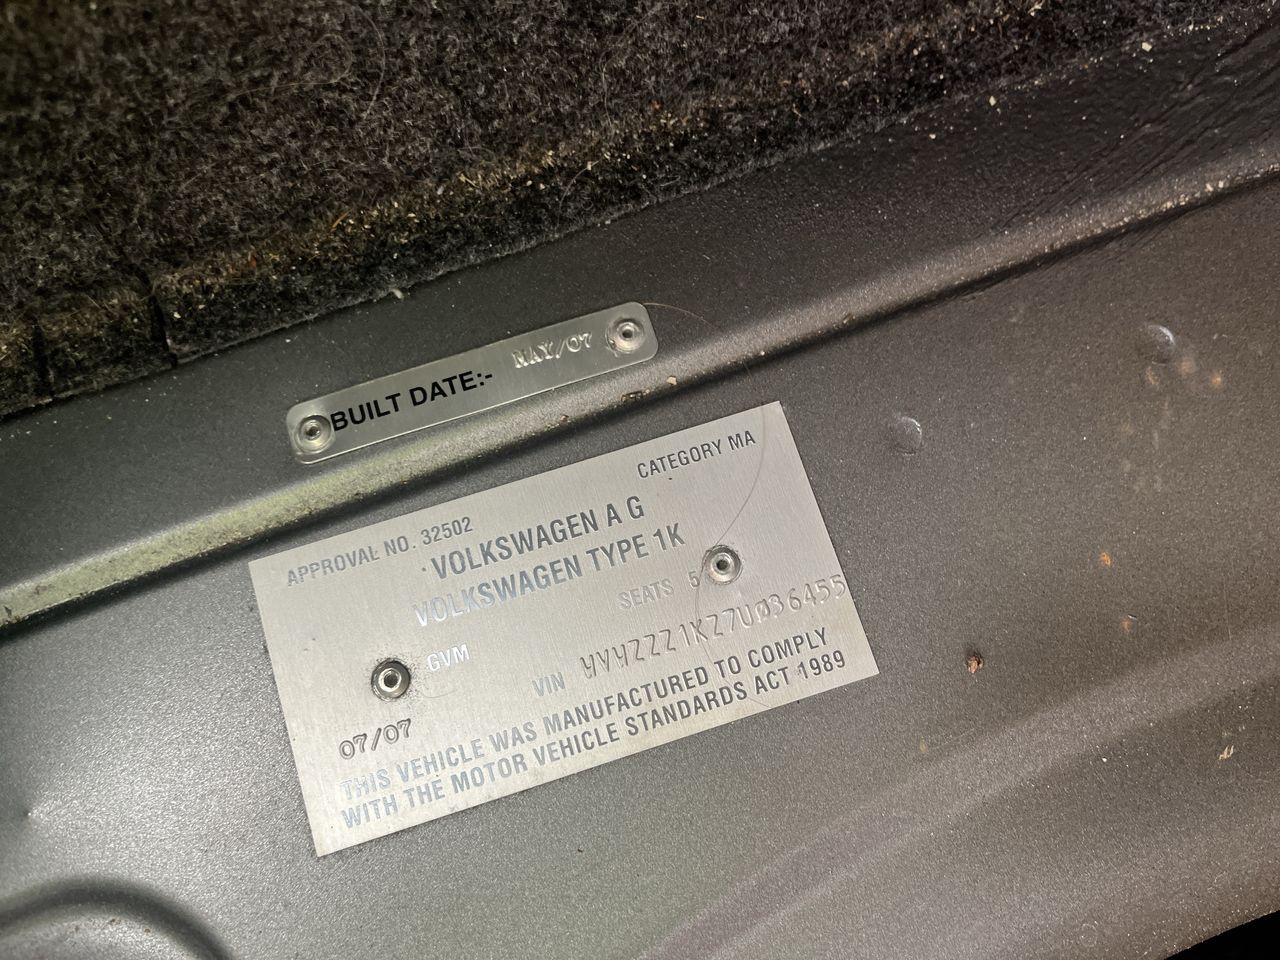 BUILT DATE:- MAY/07
APPROVAL NO. 32502 CATEGORY MA
VOLKSWAGEN A G
VOLKSWAGEN TYPE 1K
SEATS 5
GVM
VIN WVWZZZ1KZ7U036455
07/07
THIS VEHICLE WAS MANUFACTURED TO COMPLY
WITH THE MOTOR VEHICLE STANDARDS ACT 1989